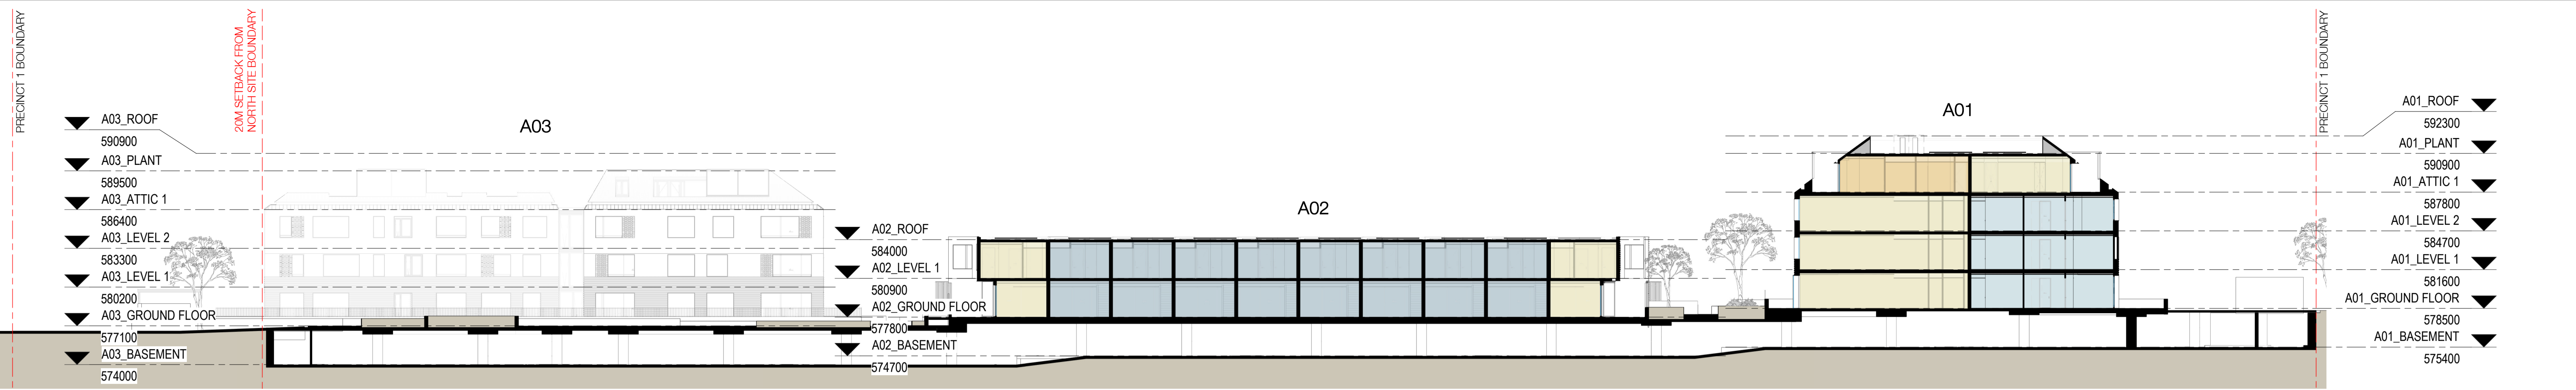 PRECINCT 1 BOUNDARY
20M SETBACK FROM
NORTH SITE BOUNDARY
A03_ROOF
590900
A03_PLANT
589500
A03_ATTIC 1
586400
A03_LEVEL 2
583300
A03_LEVEL 1
580200
A03_GROUND FLOOR
577100
A03_BASEMENT
574000
A03
A02_ROOF
584000
A02_LEVEL 1
580900
A02_GROUND FLOOR
577800
A02_BASEMENT
574700
A02
A01
A01_ROOF
592300
A01_PLANT
590900
A01_ATTIC 1
587800
A01_LEVEL 2
584700
A01_LEVEL 1
581600
A01_GROUND FLOOR
578500
A01_BASEMENT
575400
PRECINCT 1 BOUNDARY